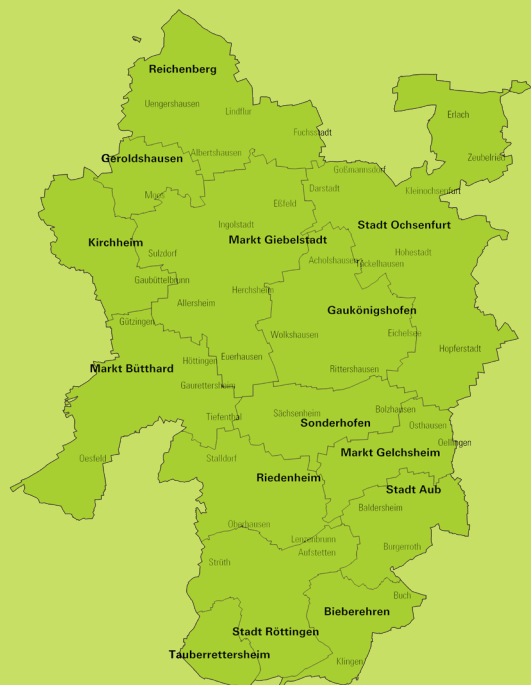 Reichenberg
Uengershausen
Lindflur
Erlach
Fuchsstadt
Albertshausen
Geroldshausen
Zeubelried
Goßmannsdorf
Darstadt
Kleinochsenfurt
Moos
Eßfeld
Ingolstadt
Stadt Ochsenfurt
Kirchheim
Markt Giebelstadt
Sulzdorf
Hohestadt
Acholshausen
Tückelhausen
Gaubüttelbrunn
Herchsheim
Allersheim
Gaukönigshofen
Gützingen
Wolkshausen
Eichelsee
Hopferstadt
Höttingen
Euerhausen
Markt Bütthard
Rittershausen
Gaurettersheim
Tiefenthal
Sächsenheim
Bolzhausen
Sonderhofen
Osthausen
Oellingen
Oesfeld
Stalldorf
Markt Gelchsheim
Riedenheim
Stadt Aub
Baldersheim
Oberhausen
Lenzenbrunn
Aufstetten
Burgerroth
Strüth
Buch
Bieberehren
Stadt Röttingen
Tauberrettersheim
Klingen